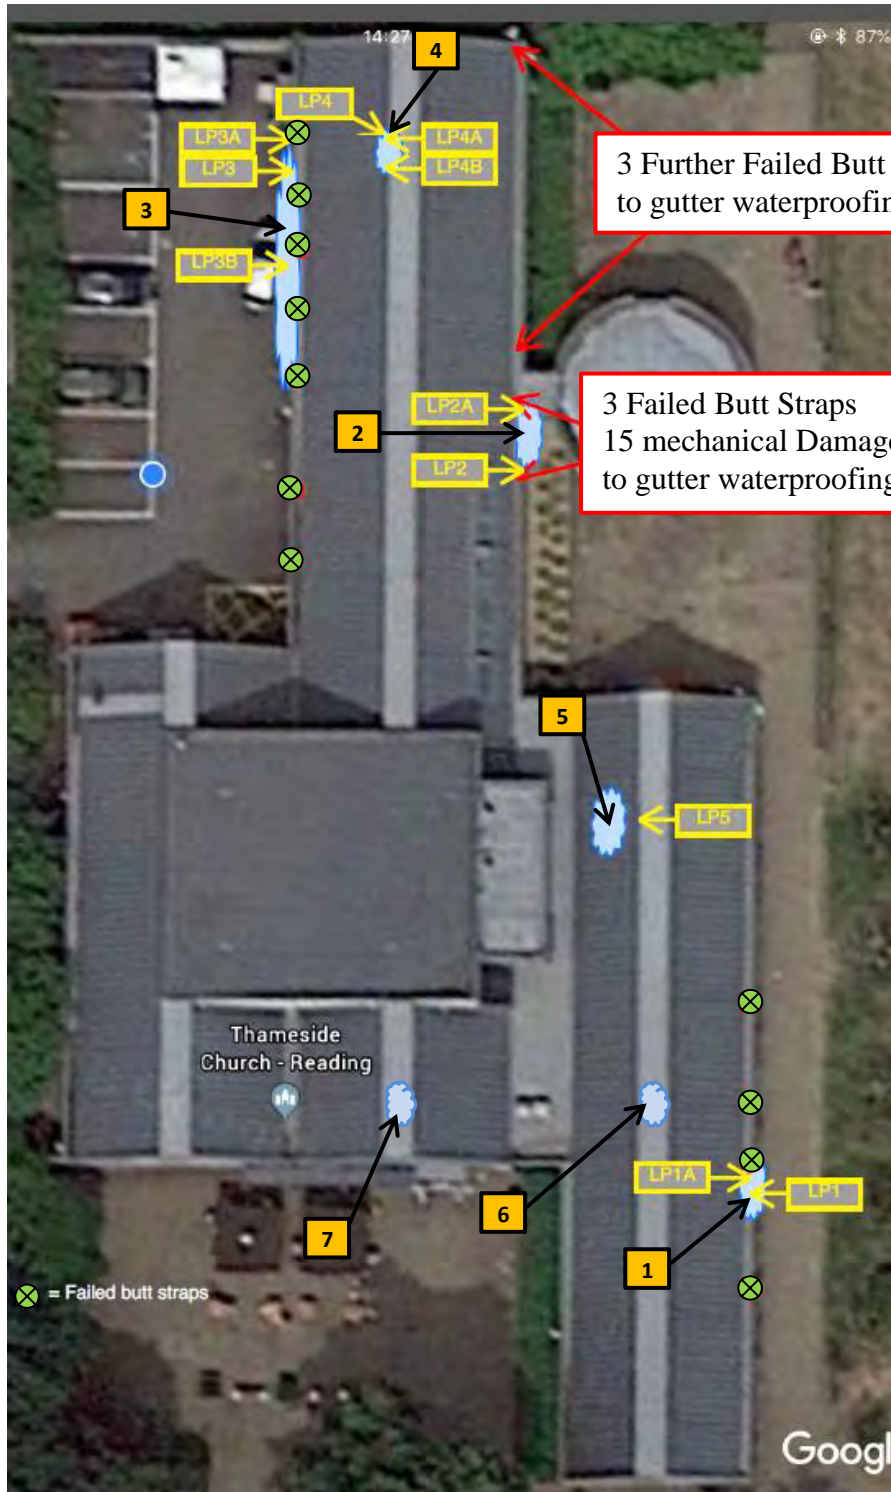 14:27
87%
4
LP4
LP3A
LP4A
LP3
LP4B
3 Further Failed Butt
to gutter waterproofin
3
LP3B
LP2A
3 Failed Butt Straps
15 mechanical Damage
to gutter waterproofing
2
LP2
5
LP5
Thameside
Church - Reading
LP1A
LP1
6
7
1
= Failed butt straps
Googl